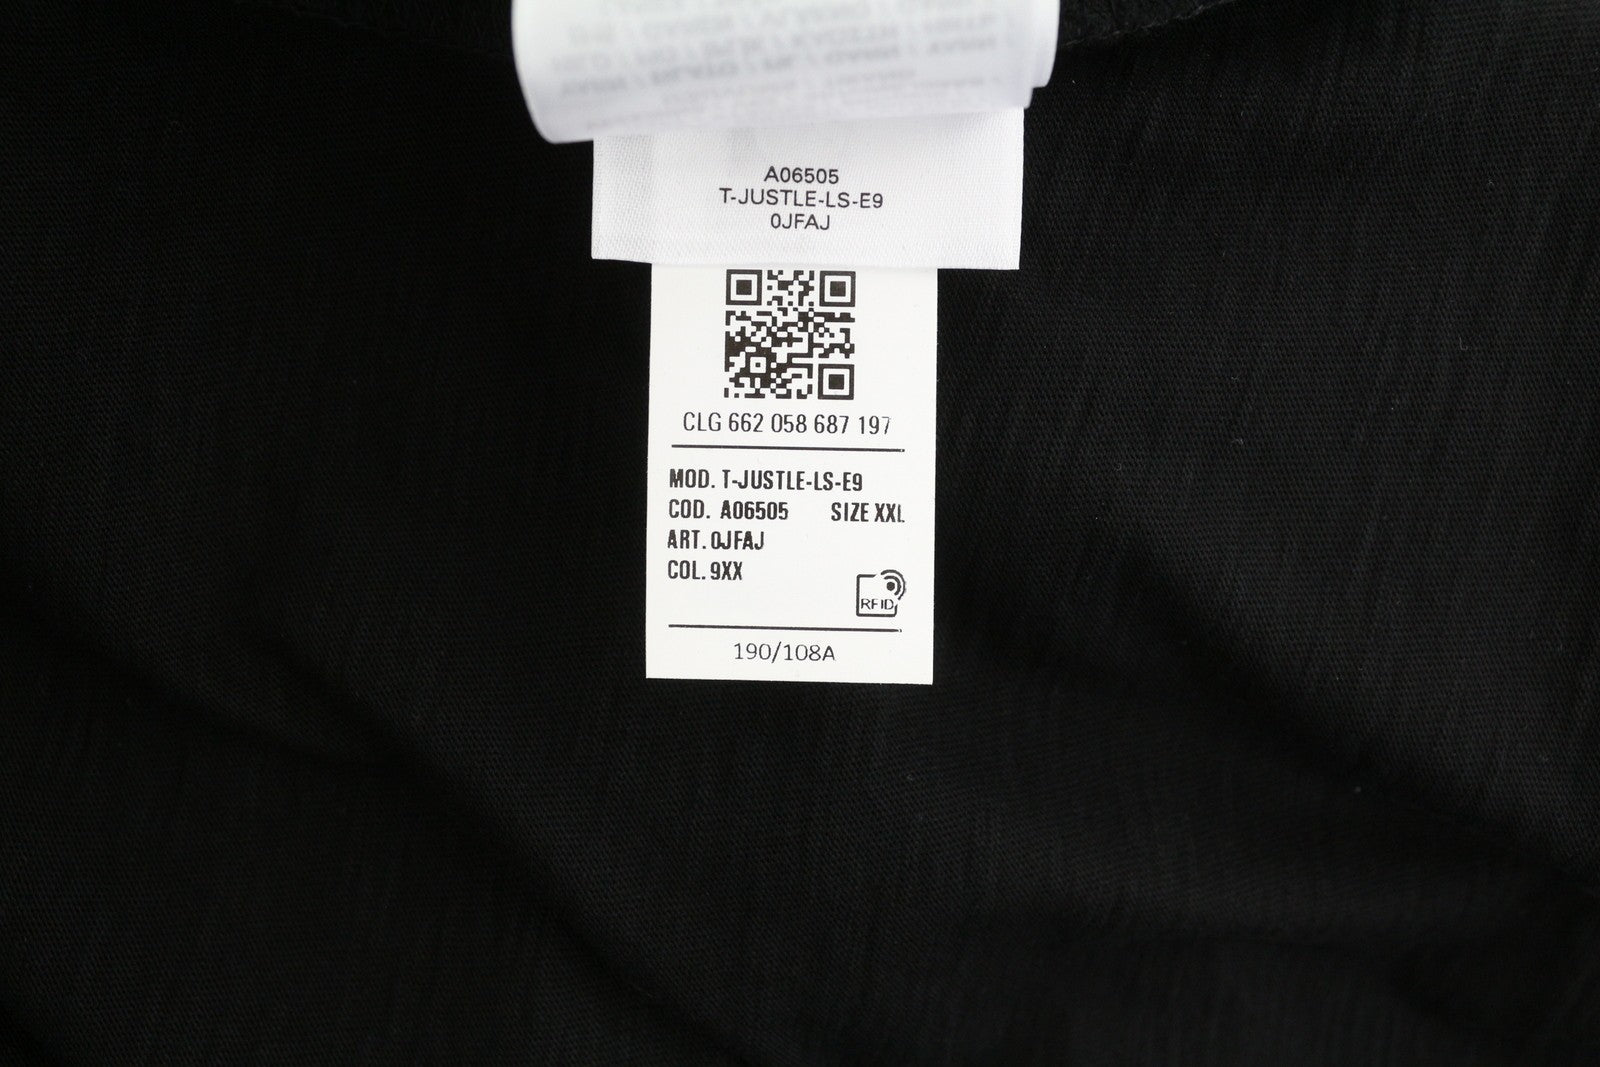 A06505
T-JUSTLE-LS-E9
0JFAJ
CLG 662 058 687 197
MOD. T-JUSTLE-LS-E9
COD. A06505 SIZE XXL
ART. 0JFAJ
COL. 9XX
RFID
190/108A